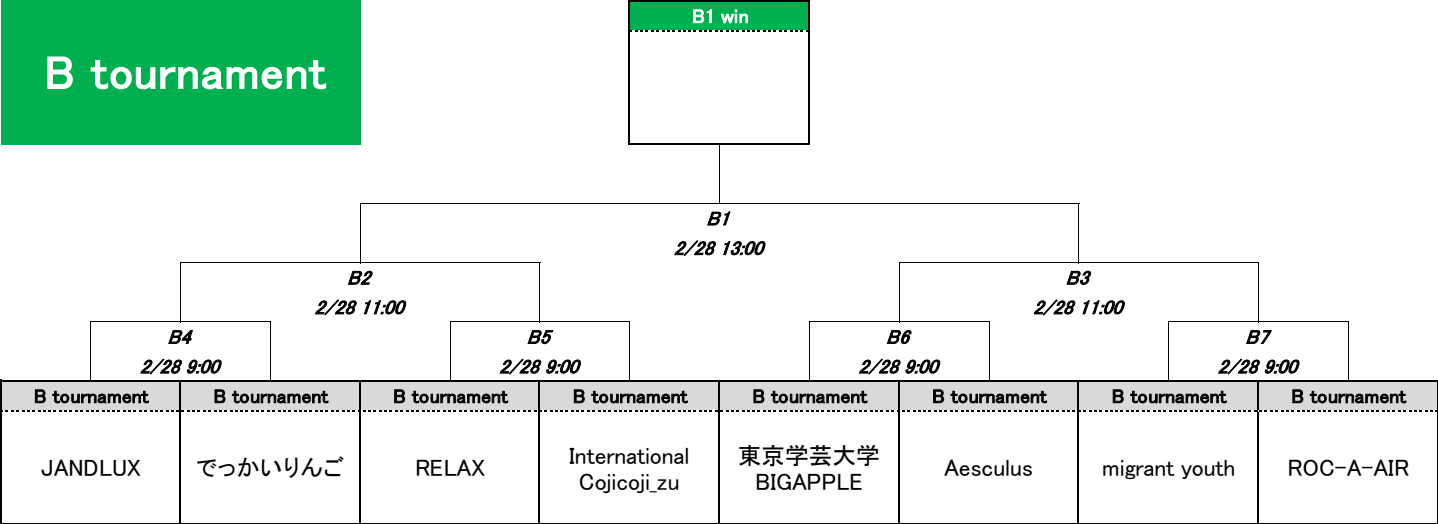 B1 win
B tournament
B1
2/28 13:00
B2
2/28 11:00
B3
2/28 11:00
B4
2/28 9:00
B5
2/28 9:00
B6
2/28 9:00
B7
2/28 9:00
B tournament
B tournament
B tournament
B tournament
B tournament
B tournament
B tournament
B tournament
JANDLUX
でっかいりんご
RELAX
International
Cojicoji_zu
東京学芸大学
BIGAPPLE
Aesculus
migrant youth
ROC-A-AIR